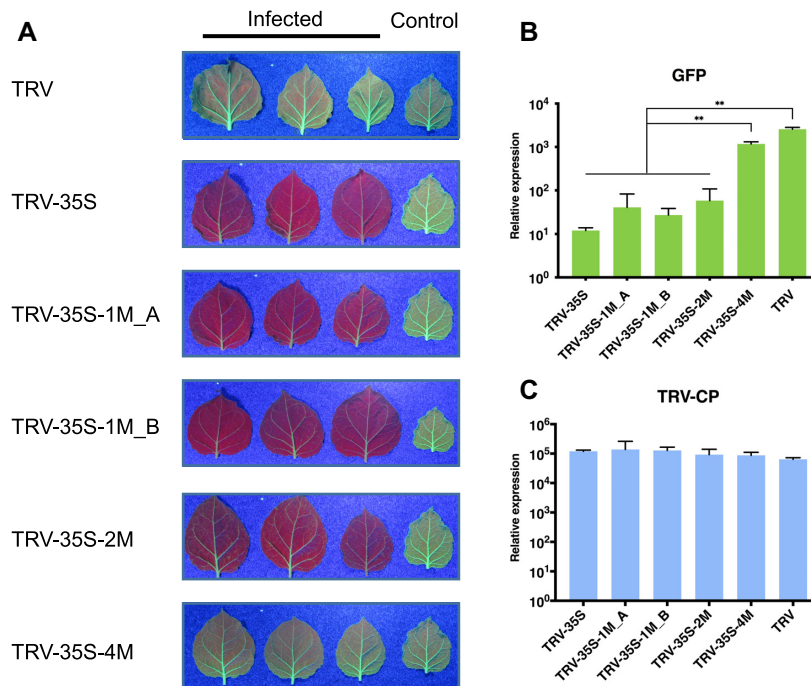 A
Infected
Control
TRV
TRV-35S
TRV-35S-1M_A
TRV-35S-1M_B
TRV-35S-2M
TRV-35S-4M
B
GFP
Relative expression
10⁴
10³
10²
10¹
10⁰
**
**
TRV-35S
TRV-35S-1M_A
TRV-35S-1M_B
TRV-35S-2M
TRV-35S-4M
TRV
C
TRV-CP
Relative expression
10⁶
10⁵
10⁴
10³
10²
10¹
10⁰
TRV-35S
TRV-35S-1M_A
TRV-35S-1M_B
TRV-35S-2M
TRV-35S-4M
TRV